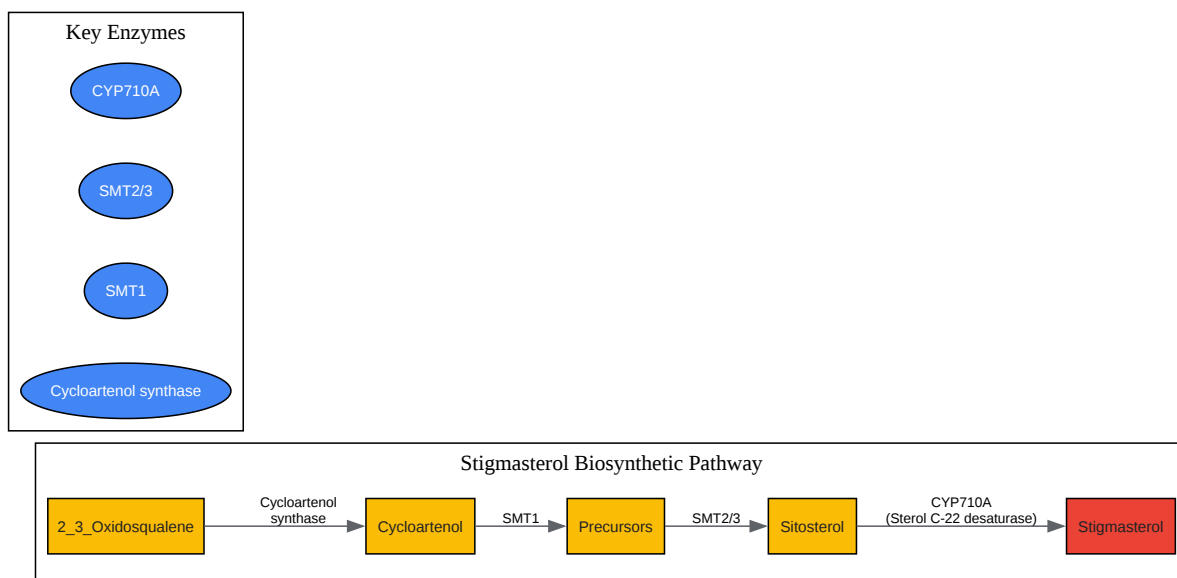 Key Enzymes
CYP710A
SMT2/3
SMT1
Cycloartenol synthase
Stigmasterol Biosynthetic Pathway
2_3_Oxidosqualene
Cycloartenol
synthase
Cycloartenol
SMT1
Precursors
SMT2/3
Sitosterol
CYP710A
(Sterol C-22 desaturase)
Stigmasterol